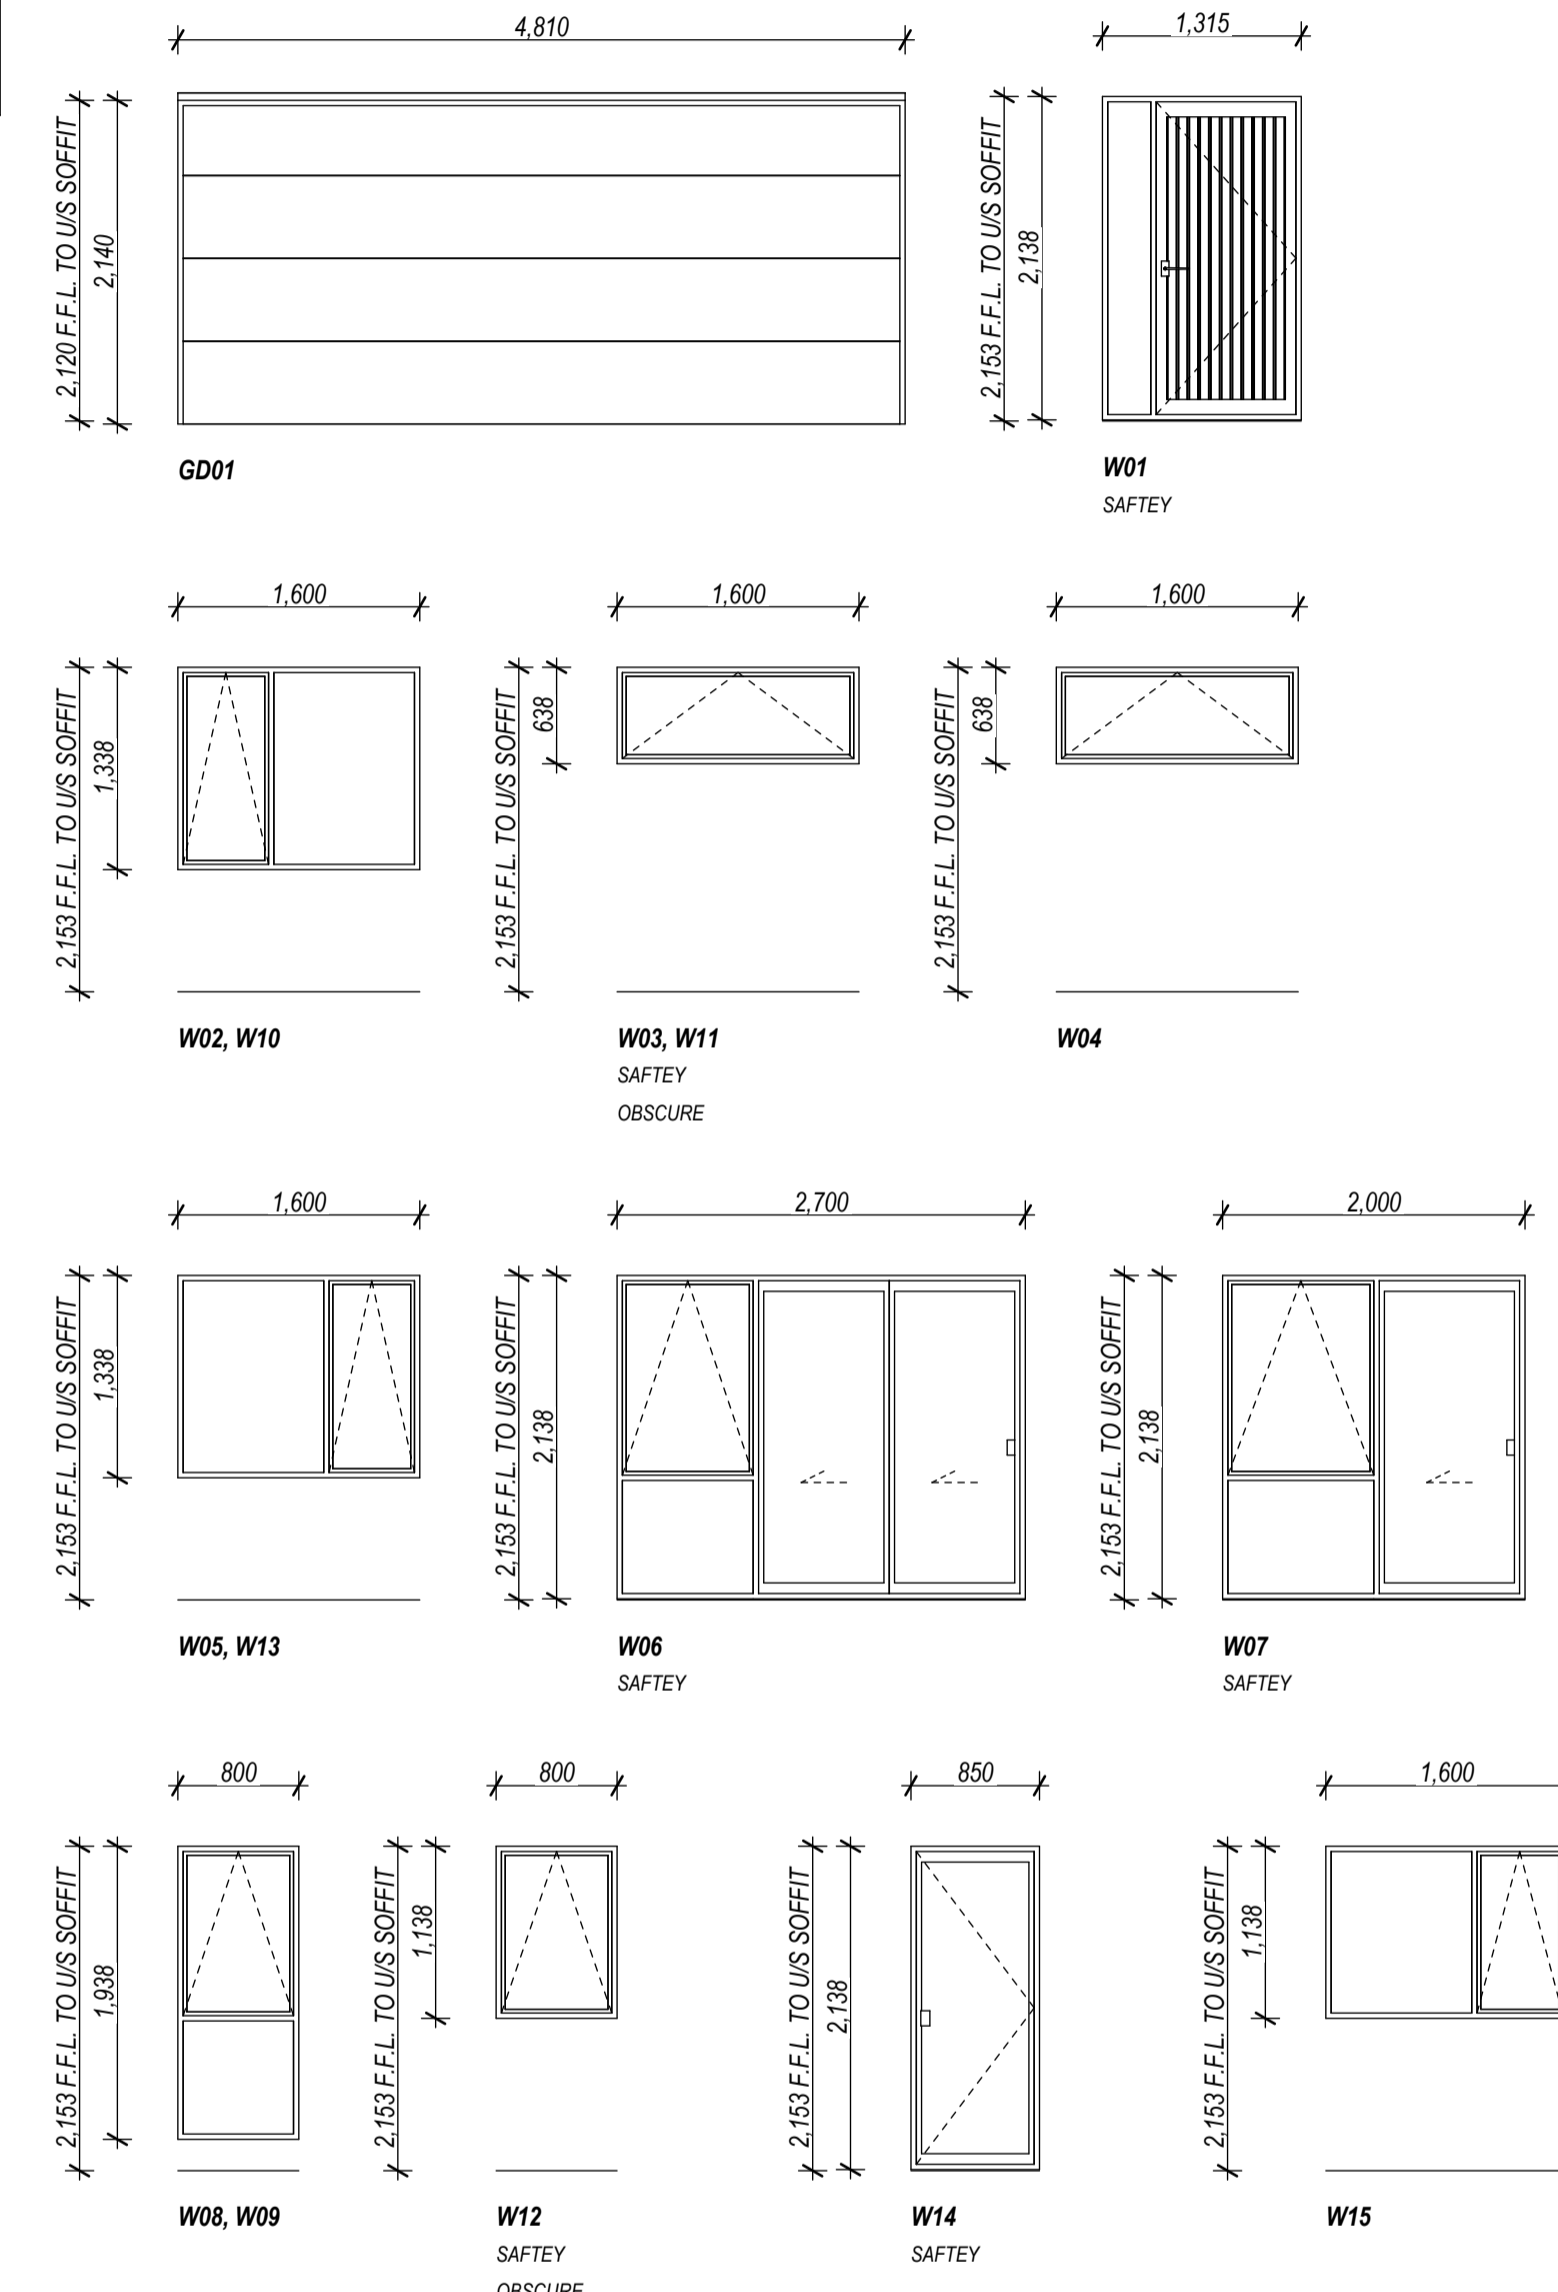 4,810
1,315
2,120 F.F.L. TO U/S SOFFIT
2,140
2,153 F.F.L. TO U/S SOFFIT
2,138
GD01
W01
SAFTEY
1,600
1,600
1,600
2,153 F.F.L. TO U/S SOFFIT
1,338
2,153 F.F.L. TO U/S SOFFIT
638
2,153 F.F.L. TO U/S SOFFIT
638
W02, W10
W03, W11
SAFTEY
OBSCURE
W04
1,600
2,700
2,000
2,153 F.F.L. TO U/S SOFFIT
1,338
2,153 F.F.L. TO U/S SOFFIT
2,138
2,153 F.F.L. TO U/S SOFFIT
2,138
W05, W13
W06
SAFTEY
W07
SAFTEY
800
800
850
1,600
2,153 F.F.L. TO U/S SOFFIT
1,938
2,153 F.F.L. TO U/S SOFFIT
1,138
2,153 F.F.L. TO U/S SOFFIT
2,138
2,153 F.F.L. TO U/S SOFFIT
1,138
W08, W09
W12
SAFTEY
OBSCURE
W14
SAFTEY
W15